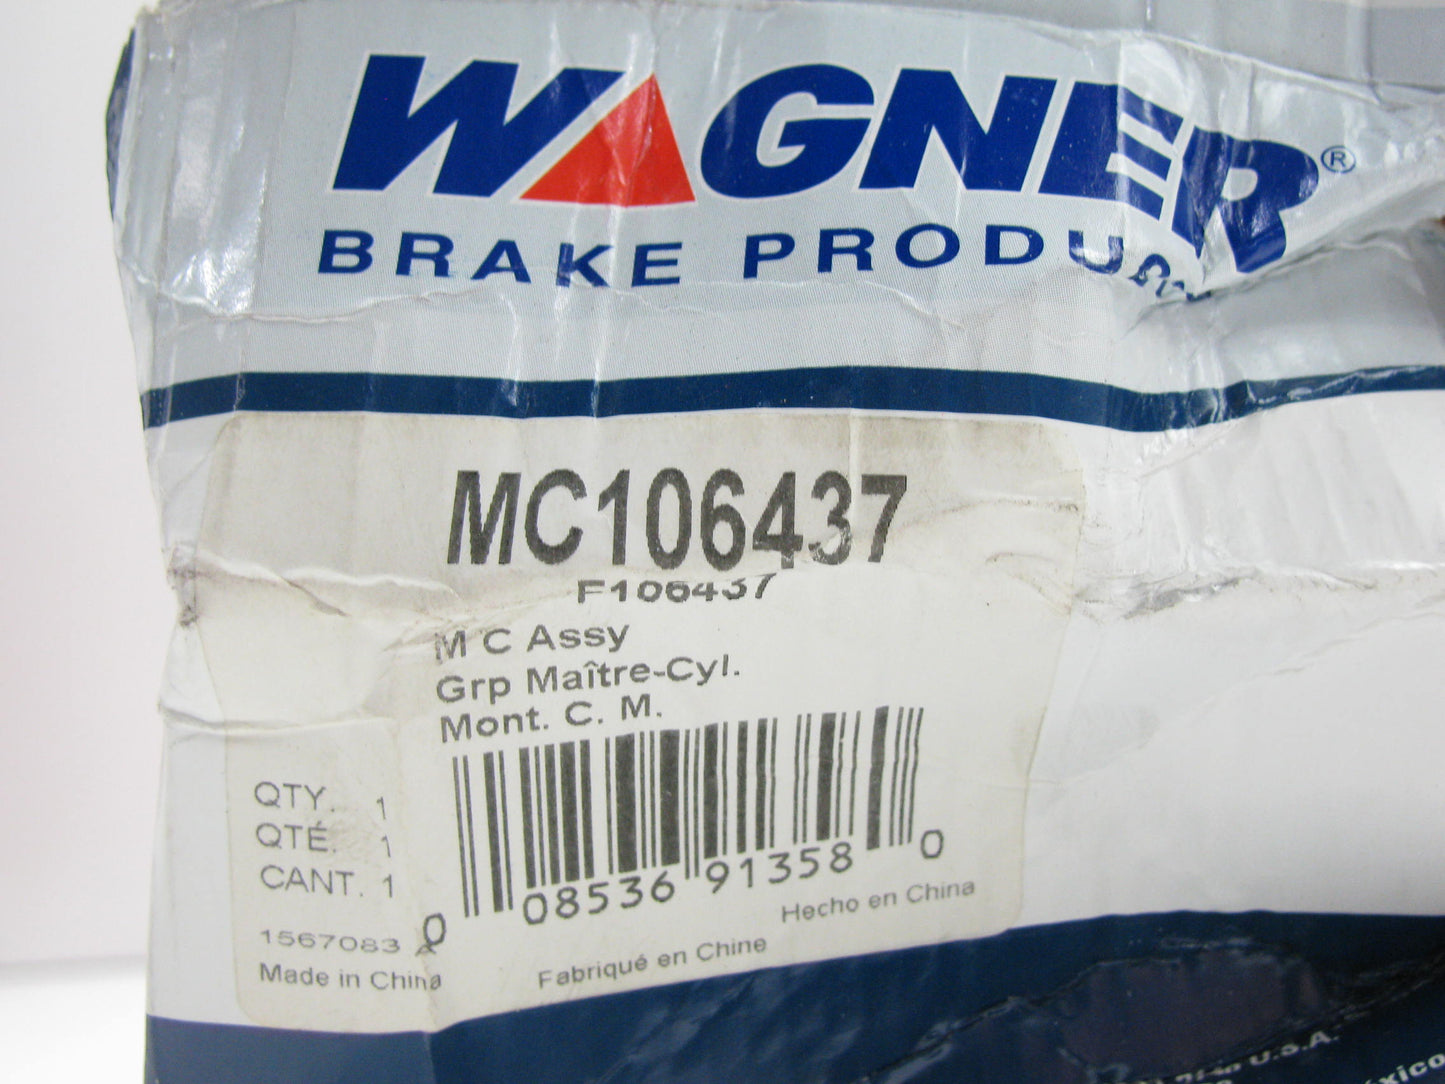 WAGNER®
BRAKE PRODUCTS
MC106437
F106437
M C Assy
Grp Maître-Cyl.
Mont. C. M.
QTY. 1
QTÉ. 1
CANT. 1
0 08536 91358 0
1567083 A
Made in China
Fabriqué en Chine
Hecho en China
U.S.A.